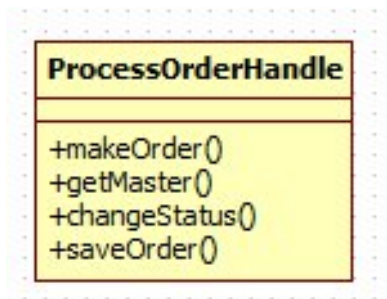 ProcessOrderHandle
+makeOrder()
+getMaster()
+changeStatus()
+saveOrder()